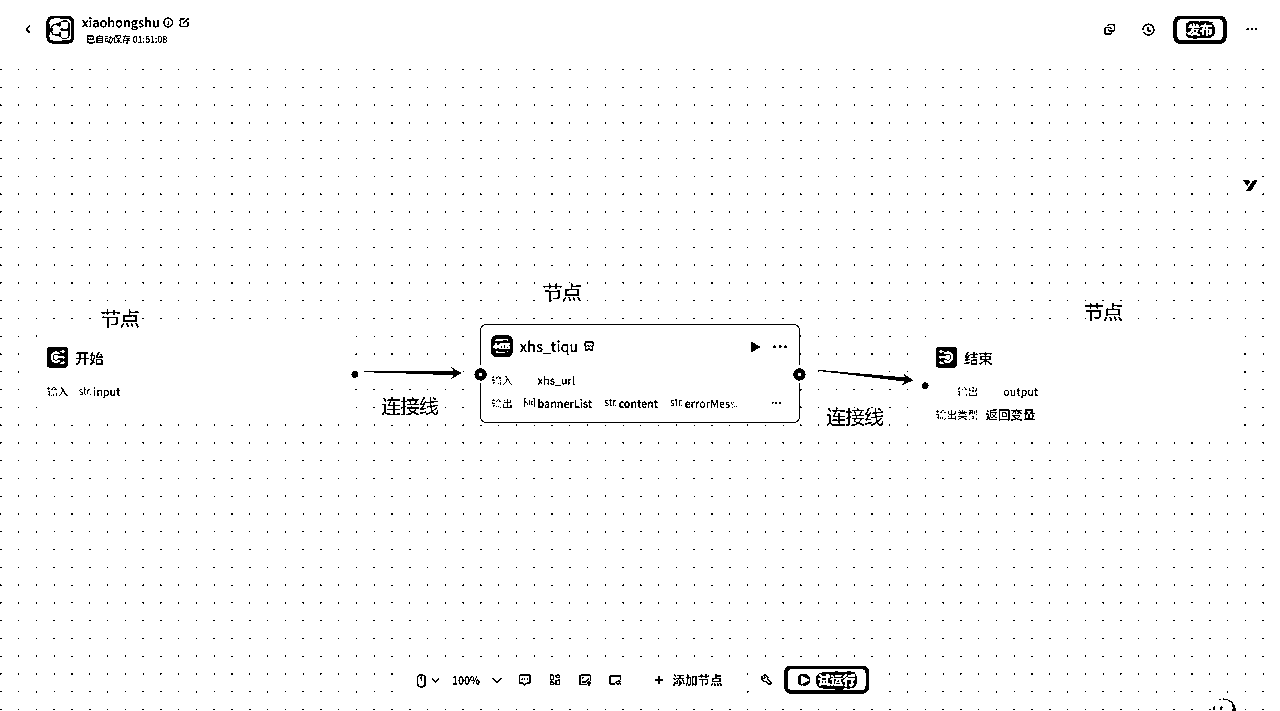 xiaohongshu
已自动保存 01:51:08
发布
节点
节点
节点
开始
输入 str.input
连接线
xhs_tiqu
输入 xhs_url
输出 bannerList str.content str.errorMess..
连接线
结束
输出 output
输出类型 返回变量
100%
+ 添加节点
试运行